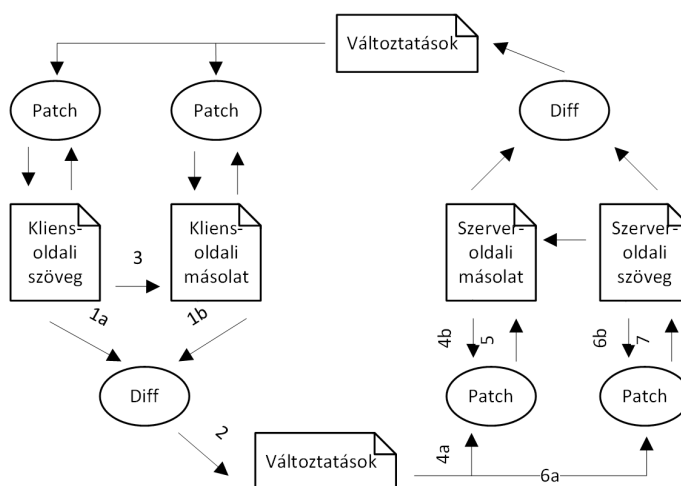 Változtatások
Patch
Patch
Diff
Kliens-
oldali
szöveg
3
Kliens-
oldali
másolat
Szerver-
oldali
másolat
Szerver-
oldali
szöveg
1a
1b
4b
5
6b
7
Diff
Patch
Patch
2
Változtatások
4a
6a